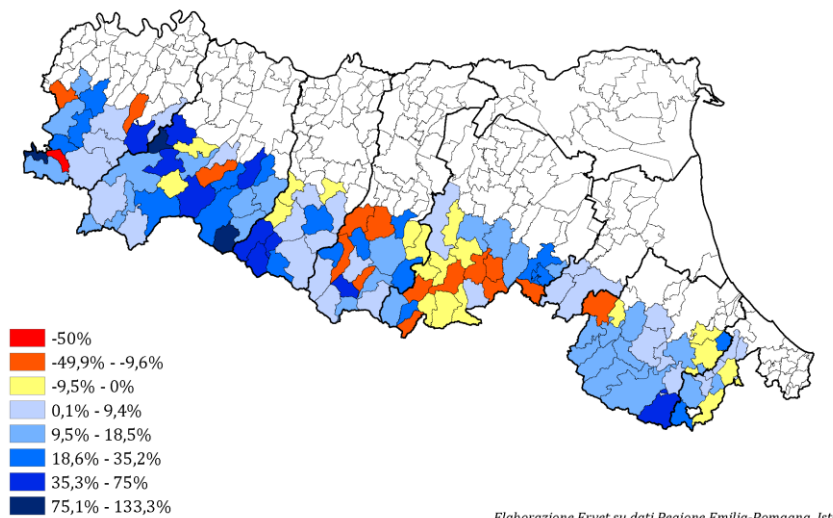 -50%
-49,9% - -9,6%
-9,5% - 0%
0,1% - 9,4%
9,5% - 18,5%
18,6% - 35,2%
35,3% - 75%
75,1% - 133,3%
Elaborazione Ervet su dati Regione Emilia-Romagna, Ist